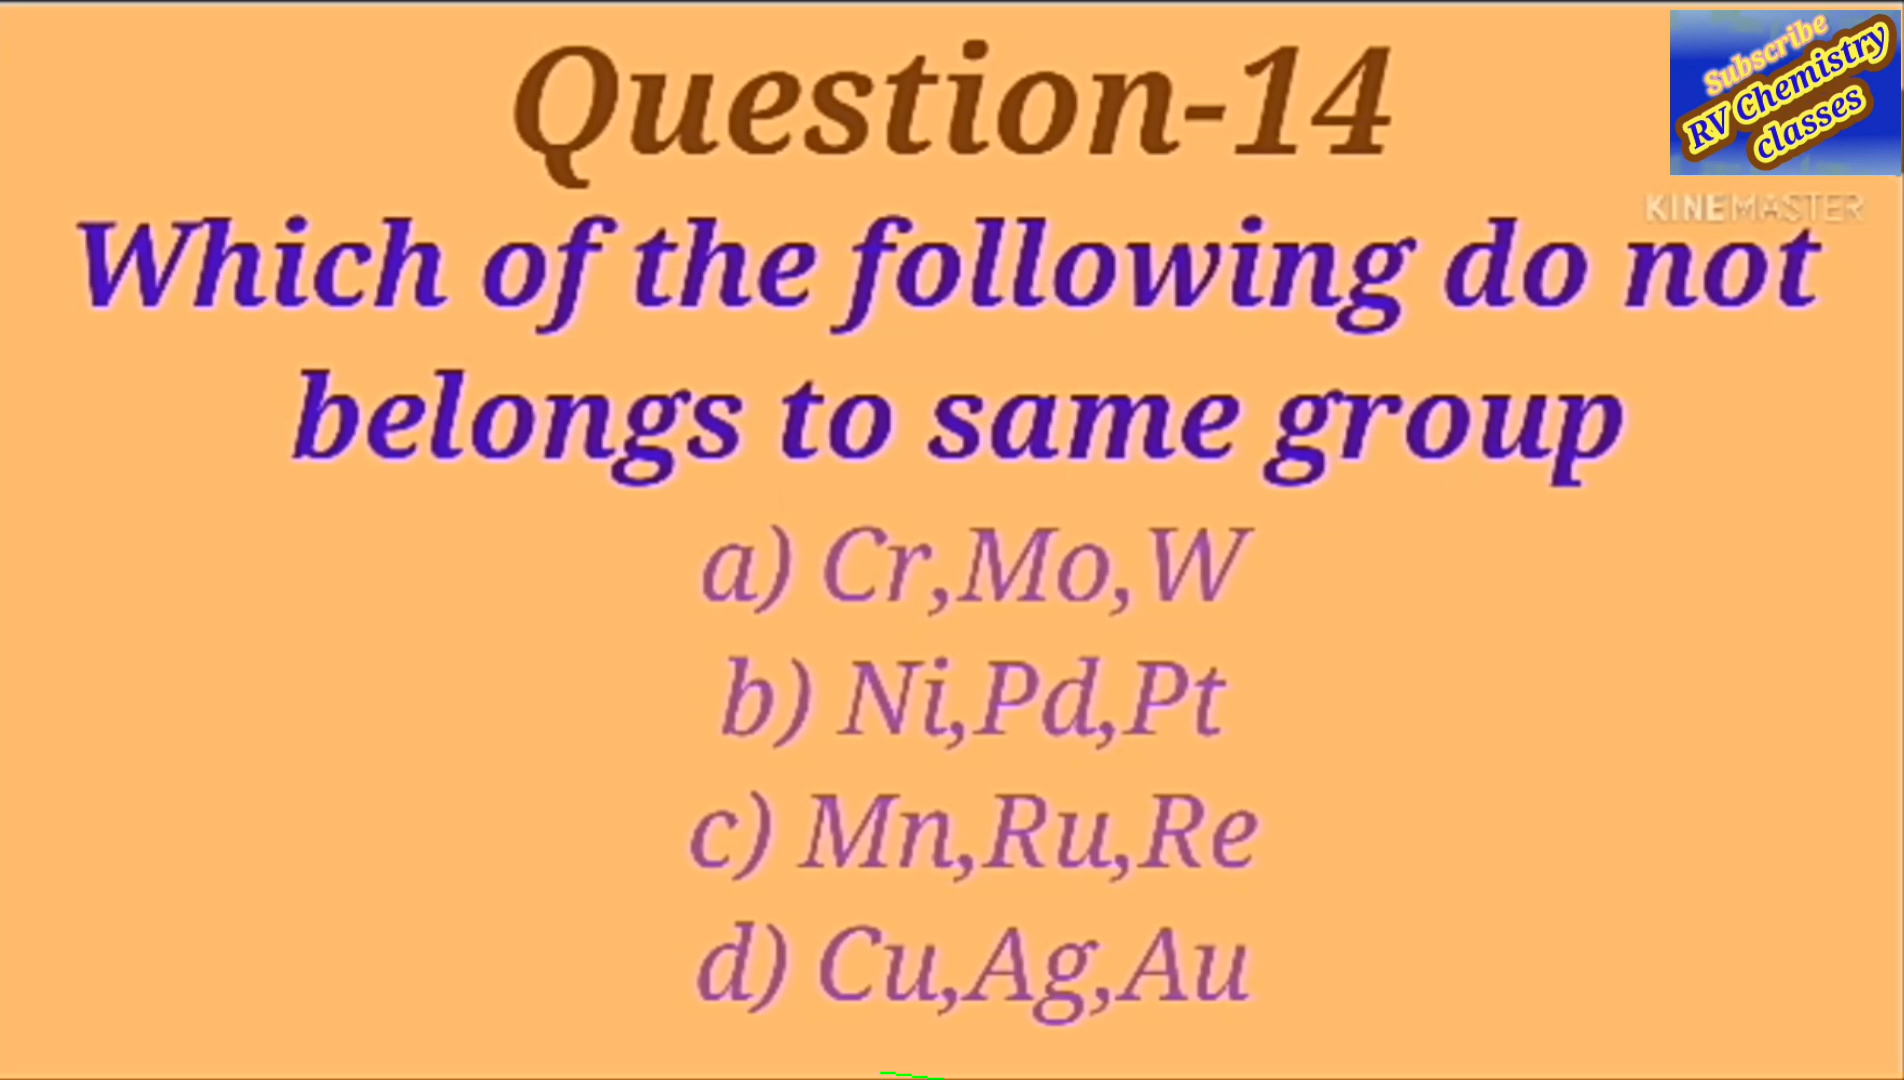 Question-14
Subscribe
RV Chemistry
classes
KINEMASTER
Which of the following do not
belongs to same group
a) Cr,Mo,W
b) Ni,Pd,Pt
c) Mn,Ru,Re
d) Cu,Ag,Au